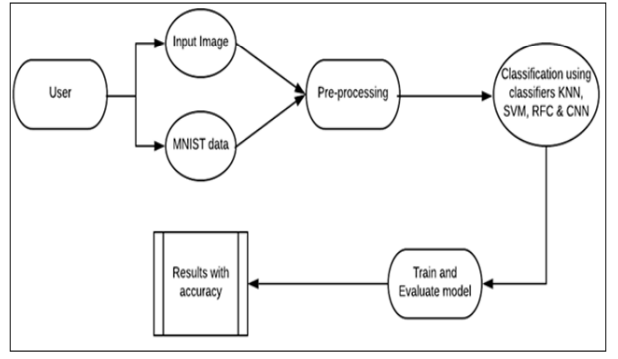 User
Input Image
MNIST data
Pre-processing
Classification using
classifiers KNN,
SVM, RFC & CNN
Train and
Evaluate model
Results with
accuracy